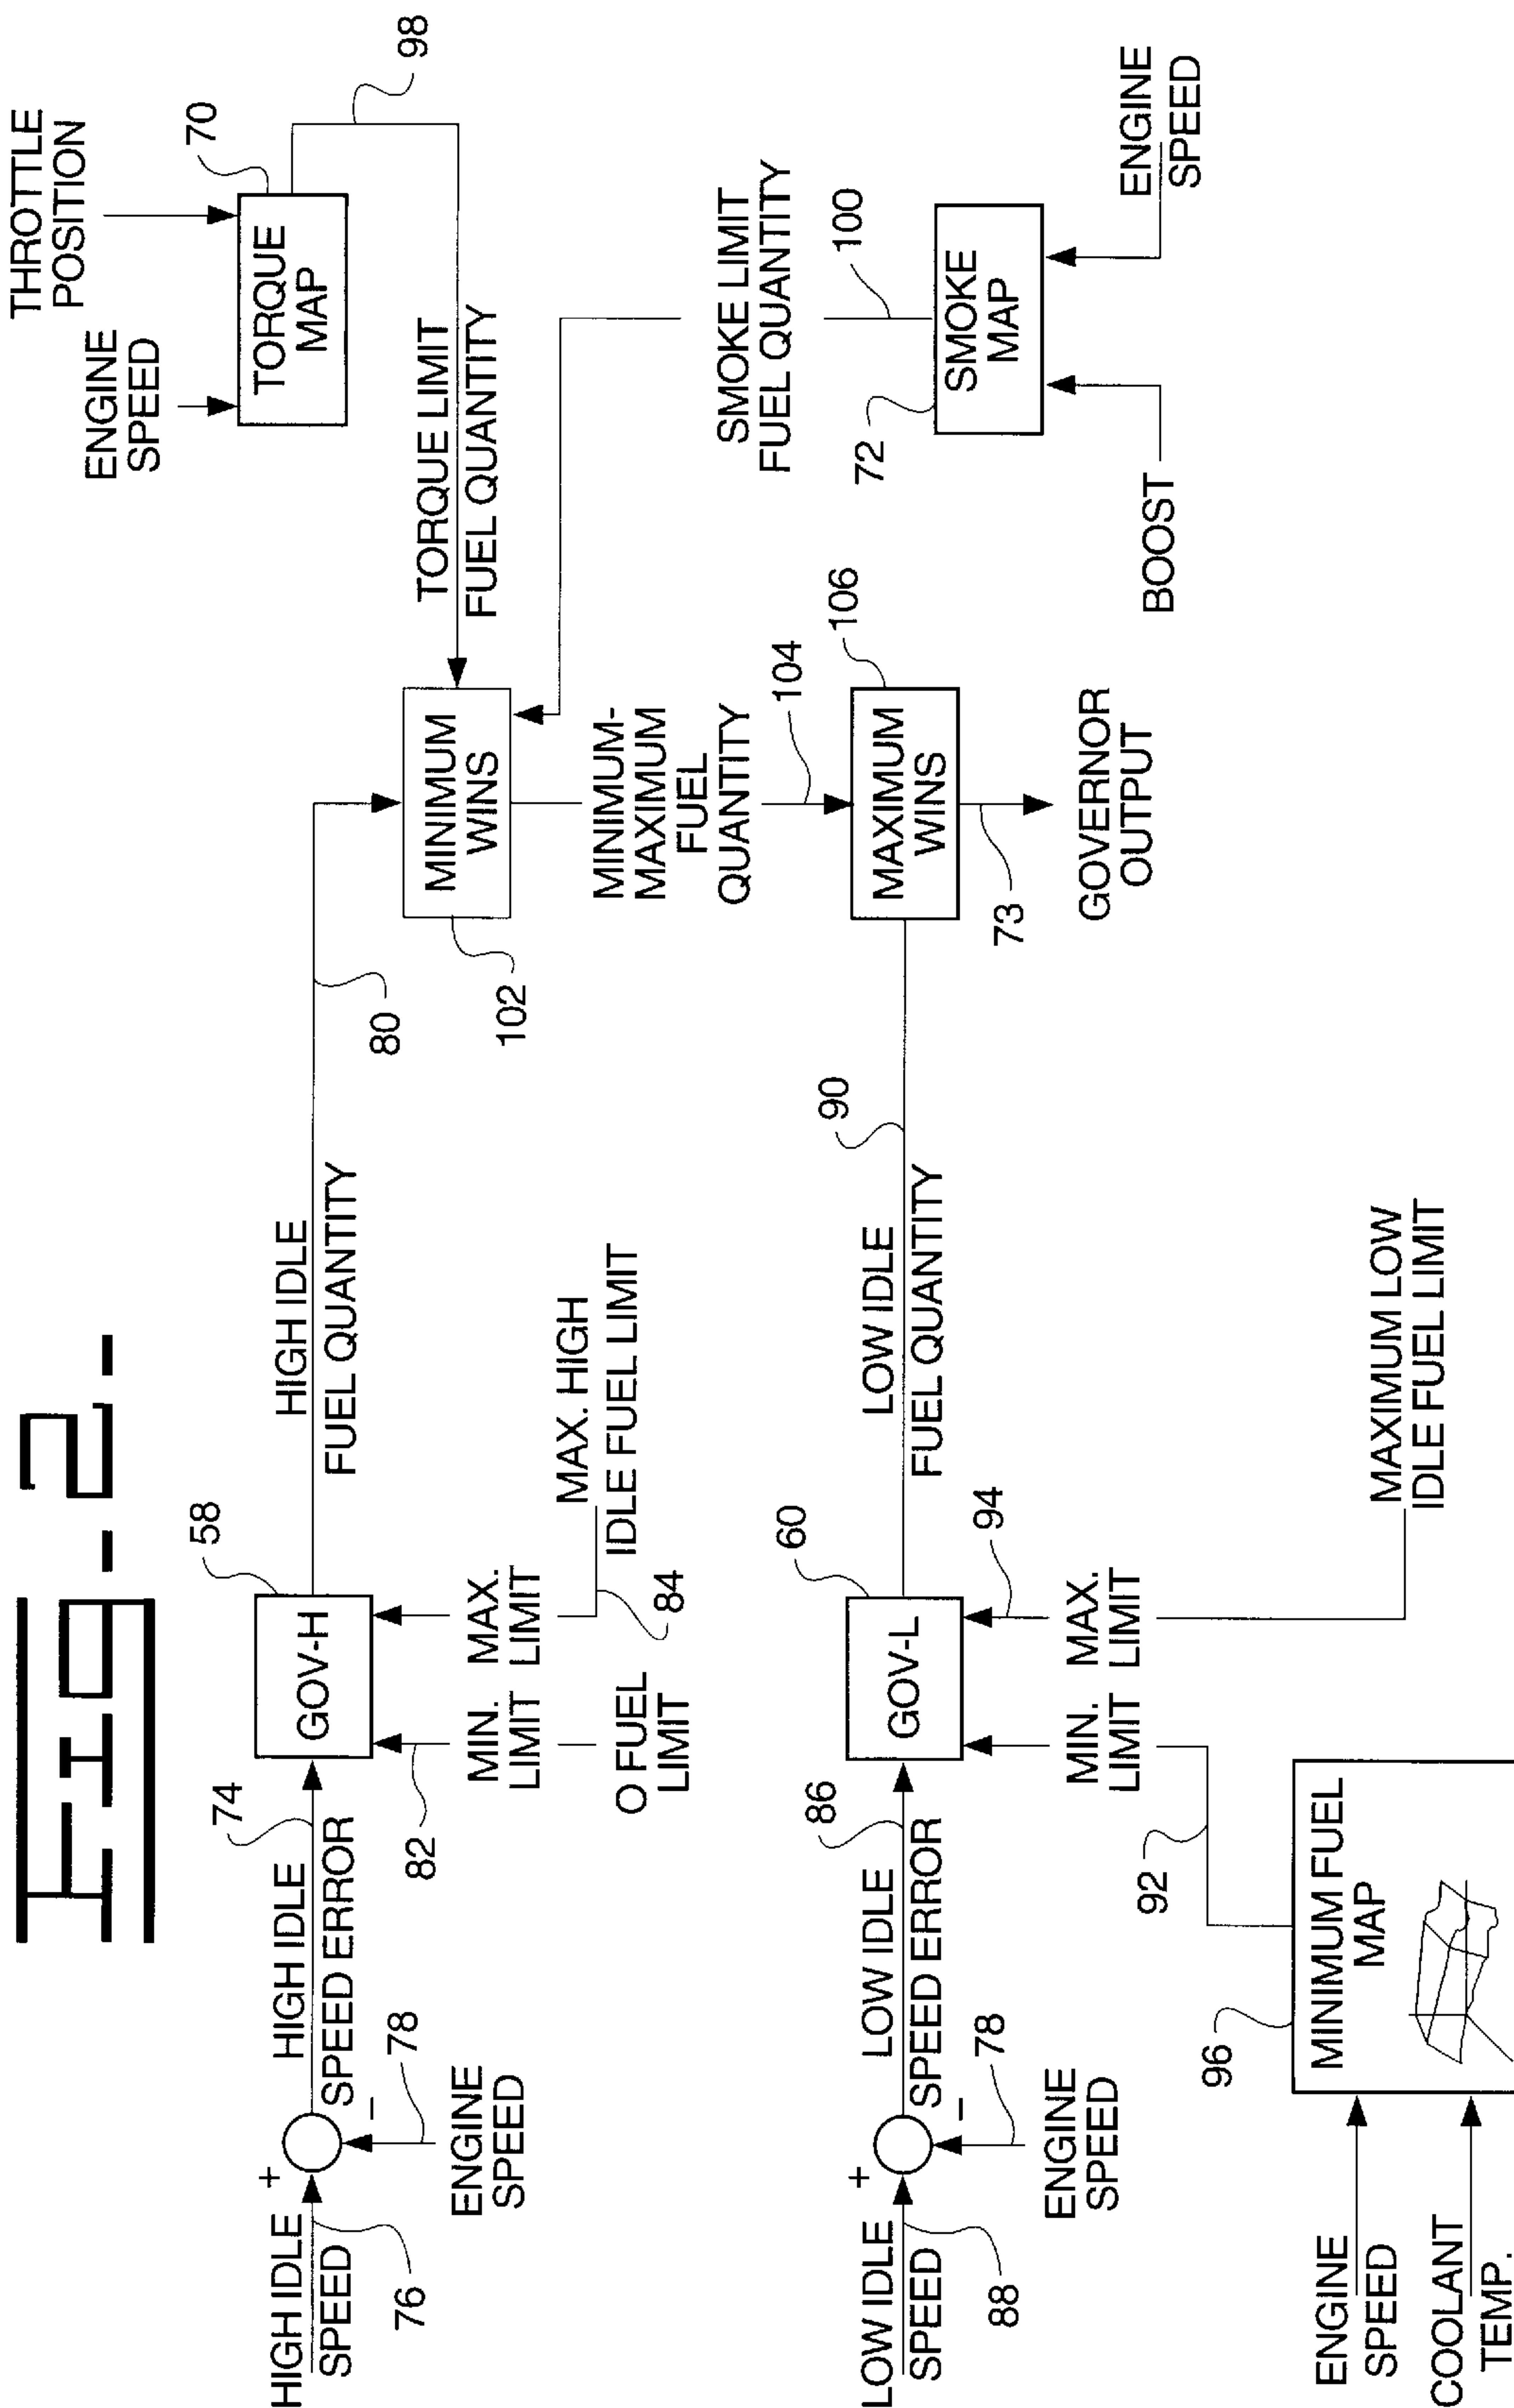 Fig-2-
HIGH IDLE
SPEED
76
+
-
78
ENGINE
SPEED
HIGH IDLE
SPEED ERROR
74
GOV-H
58
82
MIN.
LIMIT
O FUEL
LIMIT
MAX.
LIMIT
84
MAX. HIGH
IDLE FUEL LIMIT
HIGH IDLE
FUEL QUANTITY
80
MINIMUM
WINS
102
ENGINE
SPEED
THROTTLE
POSITION
TORQUE
MAP
70
98
TORQUE LIMIT
FUEL QUANTITY
SMOKE LIMIT
FUEL QUANTITY
100
SMOKE
MAP
72
BOOST
ENGINE
SPEED
MINIMUM-
MAXIMUM
FUEL
QUANTITY
104
MAXIMUM
WINS
106
73
GOVERNOR
OUTPUT
LOW IDLE
SPEED
88
+
-
78
ENGINE
SPEED
LOW IDLE
SPEED ERROR
86
GOV-L
60
94
MIN.
LIMIT
MAX.
LIMIT
92
MAXIMUM LOW
IDLE FUEL LIMIT
LOW IDLE
FUEL QUANTITY
90
96
MINIMUM FUEL
MAP
ENGINE
SPEED
COOLANT
TEMP.